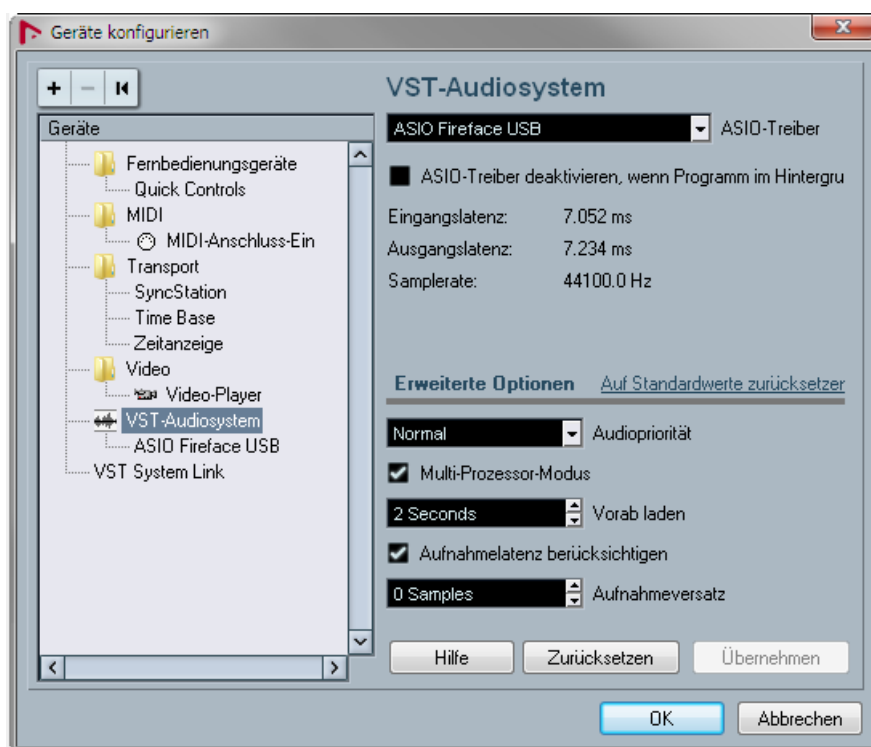 Geräte konfigurieren
Geräte
Fernbedienungsgeräte
Quick Controls
MIDI
MIDI-Anschluss-Ein
Transport
SyncStation
Time Base
Zeitanzeige
Video
Video-Player
VST-Audiosystem
ASIO Fireface USB
VST System Link
VST-Audiosystem
ASIO Fireface USB ASIO-Treiber
ASIO-Treiber deaktivieren, wenn Programm im Hintergru
Eingangslatenz: 7.052 ms
Ausgangslatenz: 7.234 ms
Samplerate: 44100.0 Hz
Erweiterte Optionen Auf Standardwerte zurücksetzer
Normal Audiopriorität
Multi-Prozessor-Modus
2 Seconds Vorab laden
Aufnahmelatenz berücksichtigen
0 Samples Aufnahmeversatz
Hilfe Zurücksetzen Übernehmen
OK Abbrechen